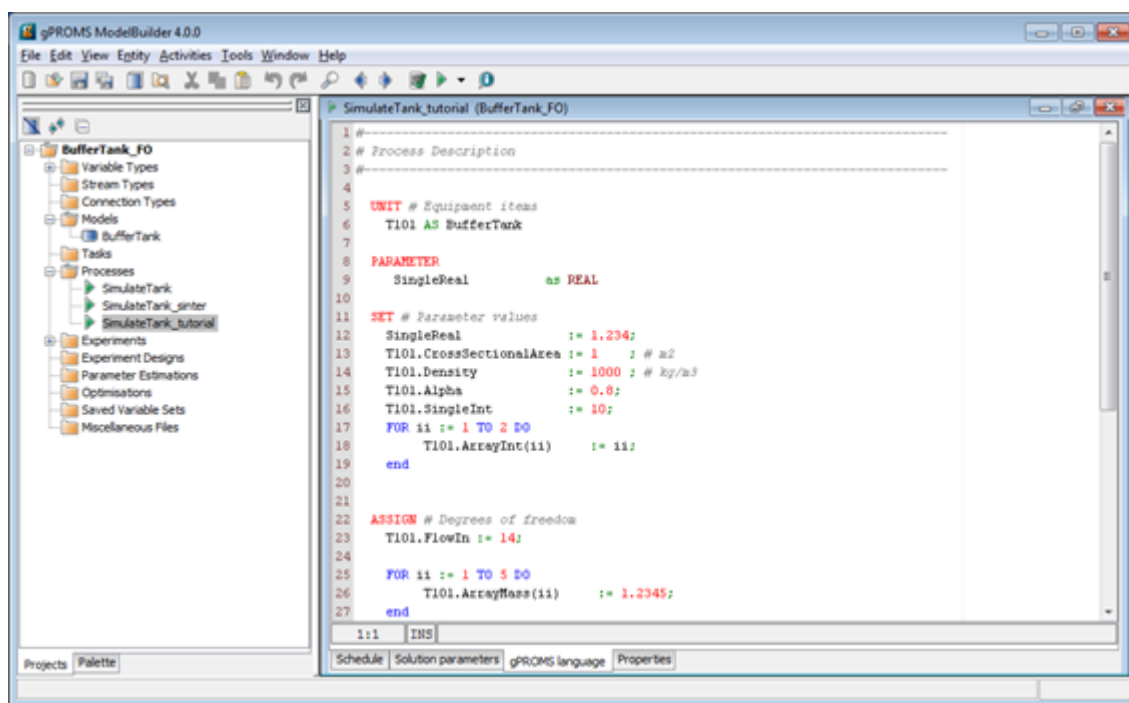 gPROMS ModelBuilder 4.0.0
File Edit View Entity Activities Tools Window Help
BufferTank_FO
Variable Types
Stream Types
Connection Types
Models
BufferTank
Tasks
Processes
SimulateTank
SimulateTank_sinter
SimulateTank_tutorial
Experiments
Experiment Designs
Parameter Estimations
Optimisations
Saved Variable Sets
Miscellaneous Files
Projects Palette
SimulateTank_tutorial (BufferTank_FO)
1 #--------------------------------------------------------------------------
2 # Process Description
3 #--------------------------------------------------------------------------
4
5 UNIT # Equipment items
6 T101 AS BufferTank
7
8 PARAMETER
9 SingleReal as REAL
10
11 SET # Parameter values
12 SingleReal := 1.234;
13 T101.CrossSectionalArea := 1 ; # m2
14 T101.Density := 1000 ; # kg/m3
15 T101.Alpha := 0.8;
16 T101.SingleInt := 10;
17 FOR ii := 1 TO 2 DO
18 T101.ArrayInt(ii) := ii;
19 end
20
21
22 ASSIGN # Degrees of freedom
23 T101.FlowIn := 14;
24
25 FOR ii := 1 TO 5 DO
26 T101.ArrayMass(ii) := 1.2345;
27 end
1:1 INS
Schedule Solution parameters gPROMS language Properties